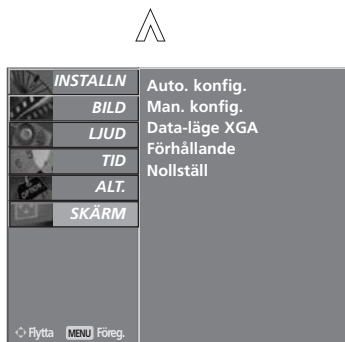 INSTALLN
BILD
LJUD
TID
ALT.
SKÄRM
Auto. konfig.
Man. konfig.
Data-läge XGA
Förhållande
Nollställ
Flytta MENU Föreg.